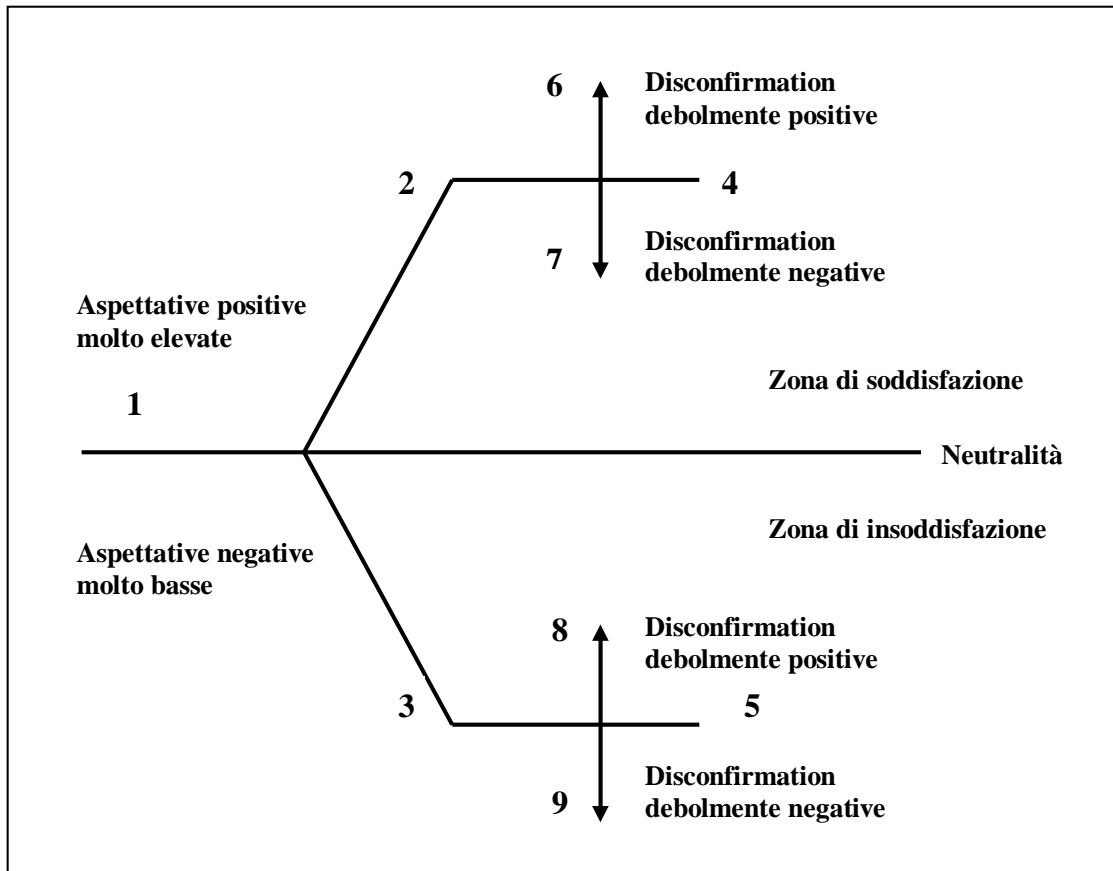 6
Disconfirmation
debolmente positive
2
4
7
Disconfirmation
debolmente negative
Aspettative positive
molto elevate
Zona di soddisfazione
1
Neutralità
Zona di insoddisfazione
Aspettative negative
molto basse
8
Disconfirmation
debolmente positive
3
5
9
Disconfirmation
debolmente negative